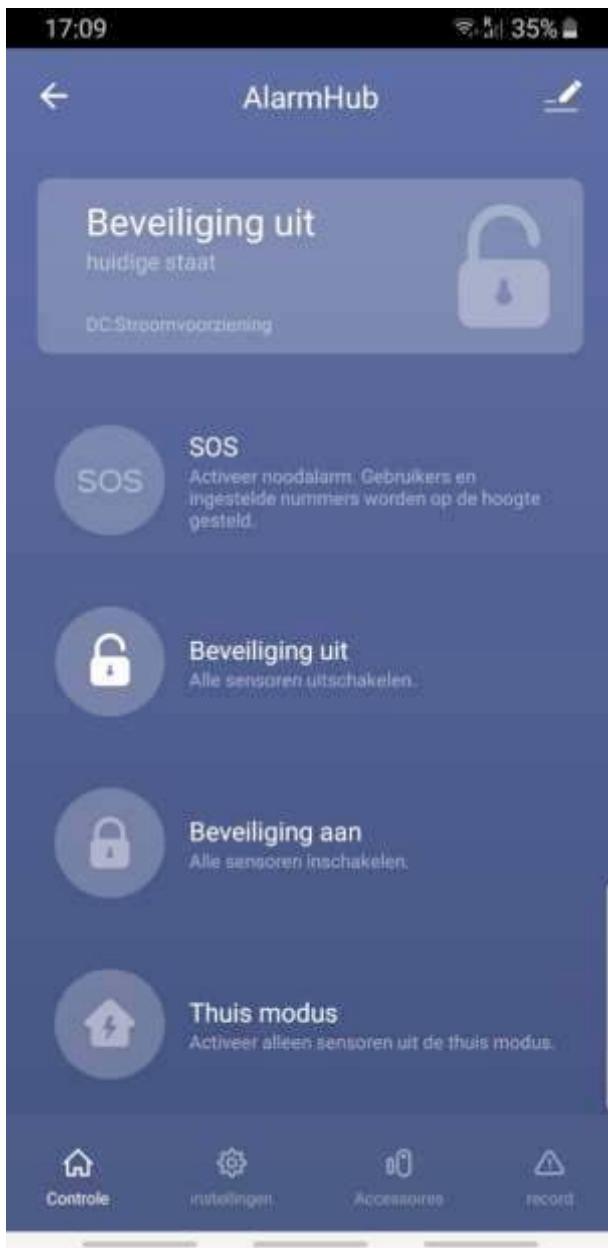 17:09
35%
AlarmHub
Beveiliging uit
huidige staat
DC:Stroomvoorziening
SOS
SOS
Activeer noodalarm. Gebruikers en
ingestelde nummers worden op de hoogte
gesteld.
Beveiliging uit
Alle sensoren uitschakelen.
Beveiliging aan
Alle sensoren inschakelen.
Thuis modus
Activeer alleen sensoren uit de thuis modus.
Controle
instellingen
Accessoires
record